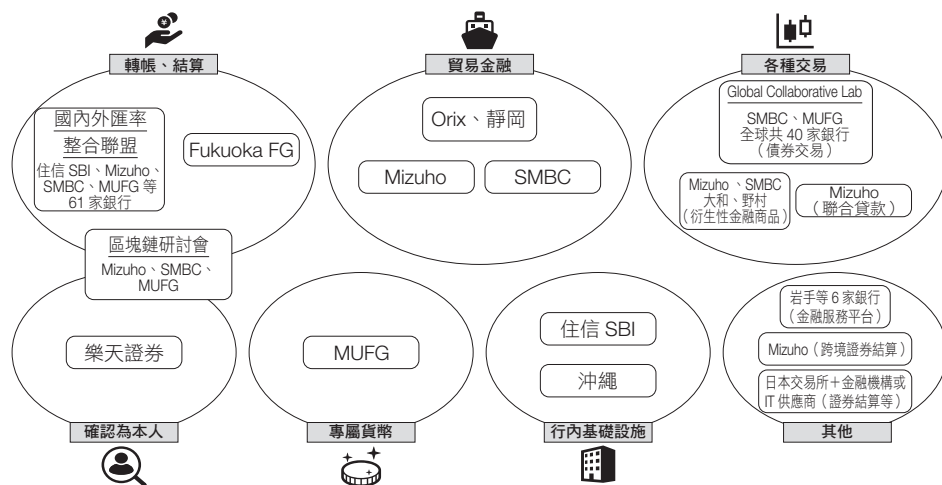 轉帳、結算
國內外匯率
整合聯盟
住信 SBI、Mizuho、
SMBC、MUFG 等
61 家銀行
Fukuoka FG
貿易金融
Orix、靜岡
Mizuho
SMBC
各種交易
Global Collaborative Lab
SMBC、MUFG
全球共 40 家銀行
（債券交易）
Mizuho 、SMBC
大和、野村
（衍生性金融商品）
Mizuho
（聯合貸款）
區塊鏈研討會
Mizuho、SMBC、
MUFG
樂天證券
確認為本人
MUFG
專屬貨幣
住信 SBI
沖繩
行內基礎設施
岩手等 6 家銀行
（金融服務平台）
Mizuho（跨境證券結算）
日本交易所＋金融機構或
IT 供應商（證券結算等）
其他